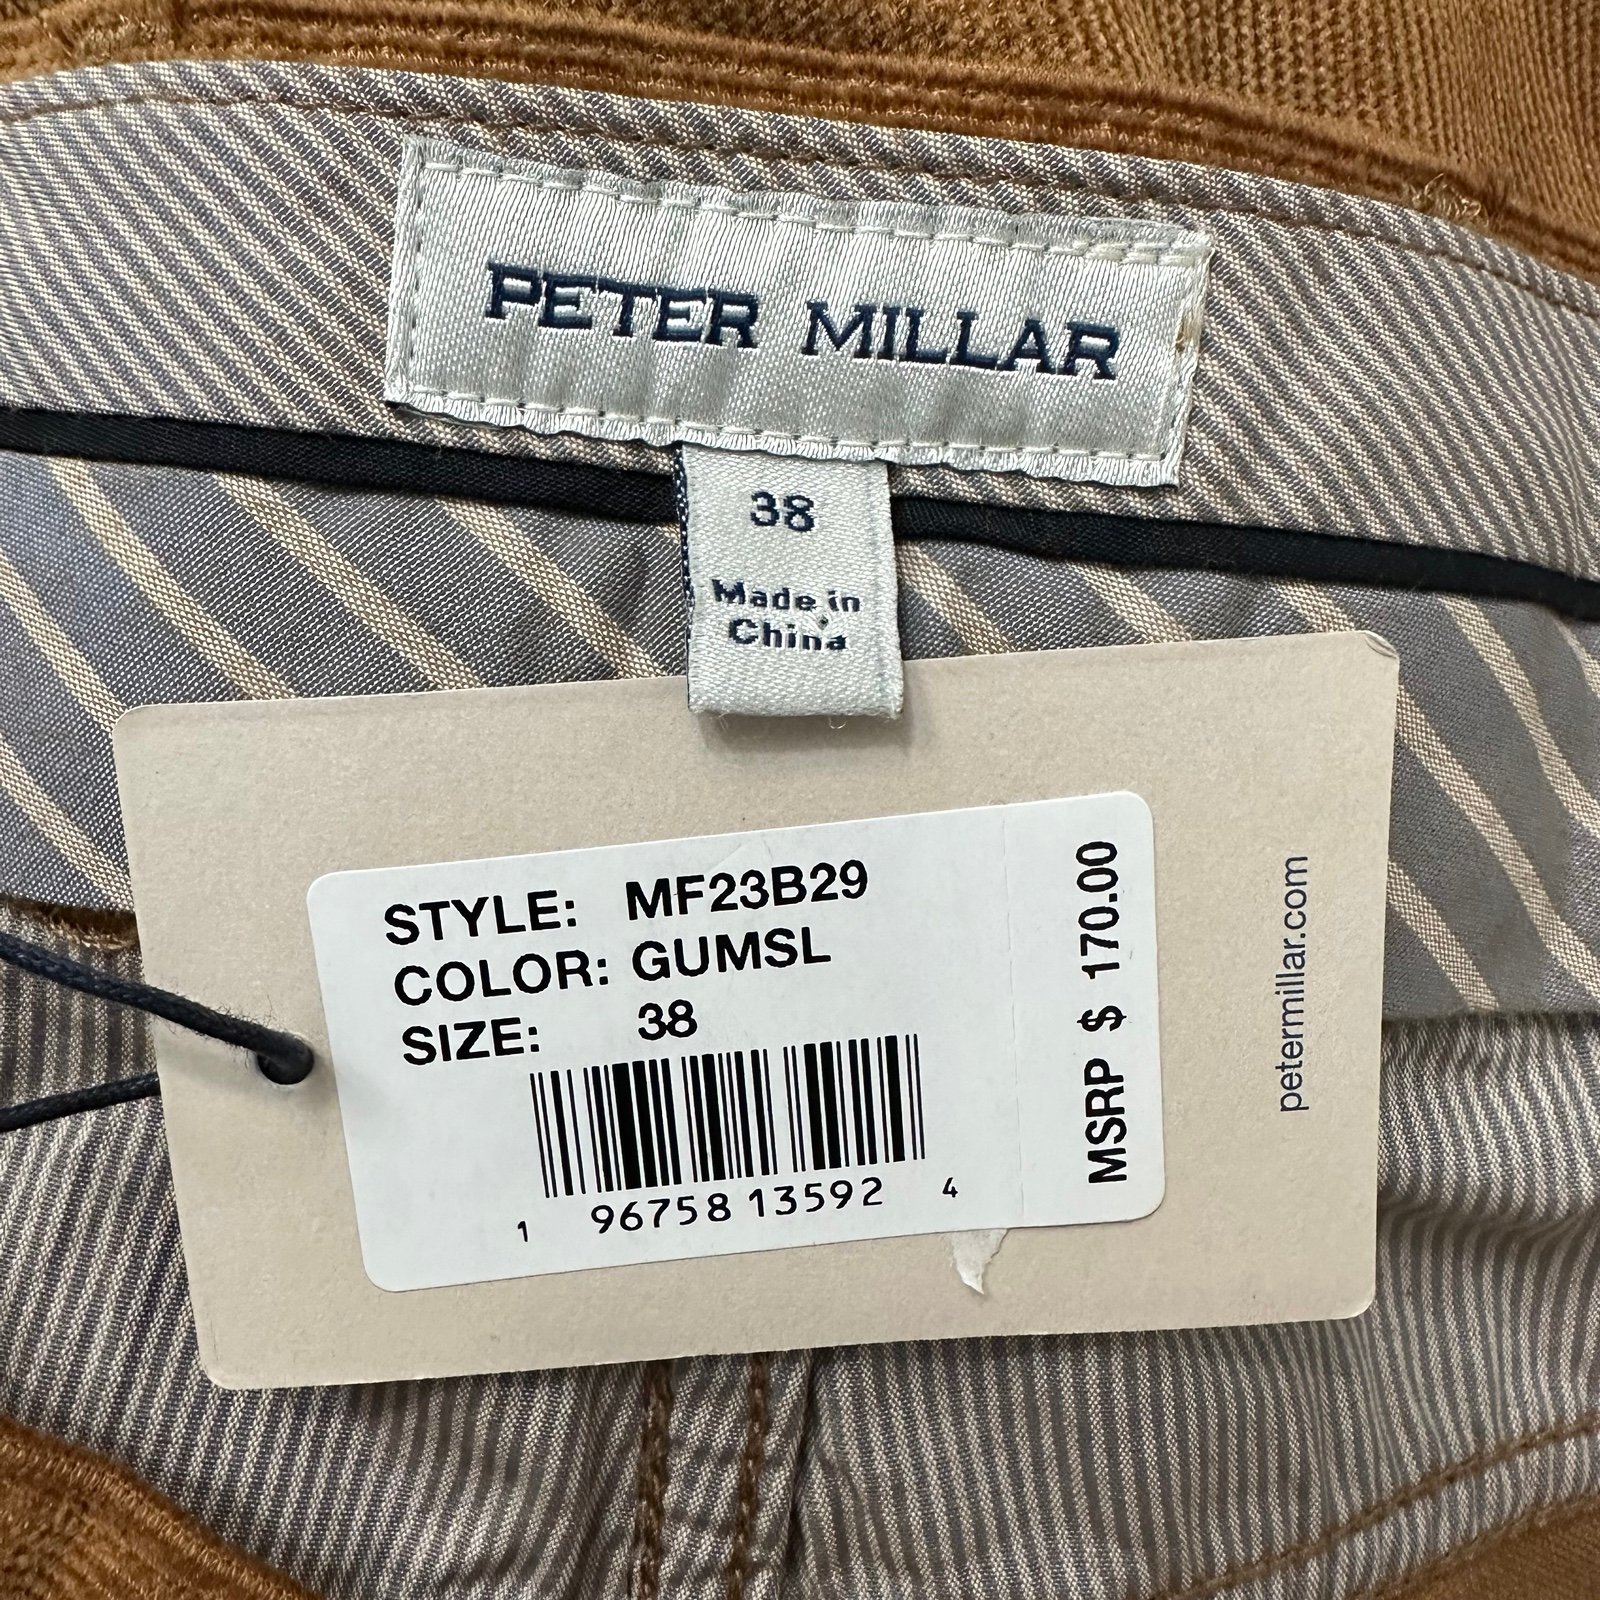 PETER MILLAR
38
Made in
China
STYLE: MF23B29
COLOR: GUMSL
SIZE: 38
1 96758 13592 4
MSRP $ 170.00
petermillar.com